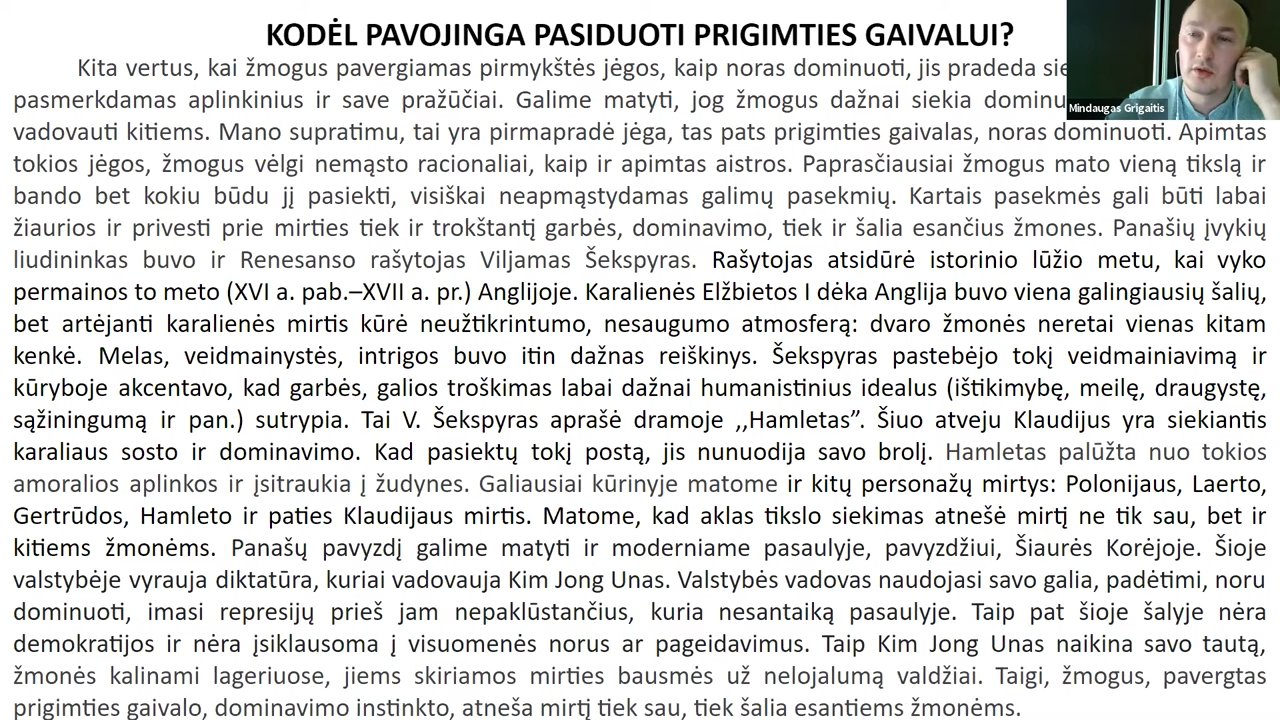 KODĖL PAVOJINGA PASIDUOTI PRIGIMTIES GAIVALUI?
Kita vertus, kai žmogus pavergiamas pirmykštės jėgos, kaip noras dominuoti, jis pradeda
pasmerkdamas aplinkinius ir save pražūčiai. Galime matyti, jog žmogus dažnai siekia
Mindaugas Grigaitis
vadovauti kitiems. Mano supratimu, tai yra pirmapradė jėga, tas pats prigimties gaivalas, noras dominuoti. Apimtas
tokios jėgos, žmogus vėlgi nemąsto racionaliai, kaip ir apimtas aistros. Paprasčiausiai žmogus mato vieną tikslą ir
bando bet kokiu būdu jį pasiekti, visiškai neapmąstydamas galimų pasekmių. Kartais pasekmės gali būti labai
žiaurios ir privesti prie mirties tiek ir trokštantį garbės, dominavimo, tiek ir šalia esančius žmones. Panašių įvykių
liudininkas buvo ir Renesanso rašytojas Viljamas Šekspyras. Rašytojas atsidūrė istorinio lūžio metu, kai vyko
permainos to meto (XVI a. pab.–XVII a. pr.) Anglijoje. Karalienės Elžbietos I dėka Anglija buvo viena galingiausių šalių,
bet artėjanti karalienės mirtis kūrė neužtikrintumo, nesaugumo atmosferą: dvaro žmonės neretai vienas kitam
kenkė. Melas, veidmainystės, intrigos buvo itin dažnas reiškinys. Šekspyras pastebėjo tokį veidmainiavimą ir
kūryboje akcentavo, kad garbės, galios troškimas labai dažnai humanistinius idealus (ištikimybę, meilę, draugystę,
sąžiningumą ir pan.) sutrypia. Tai V. Šekspyras aprašė dramoje ,,Hamletas”. Šiuo atveju Klaudijus yra siekiantis
karaliaus sosto ir dominavimo. Kad pasiektų tokį postą, jis nunuodija savo brolį. Hamletas palūžta nuo tokios
amoralios aplinkos ir įsitraukia į žudynes. Galiausiai kūrinyje matome ir kitų personažų mirtys: Polonijaus, Laerto,
Gertrūdos, Hamleto ir paties Klaudijaus mirtis. Matome, kad aklas tikslo siekimas atnešė mirtį ne tik sau, bet ir
kitiems žmonėms. Panašų pavyzdį galime matyti ir moderniame pasaulyje, pavyzdžiui, Šiaurės Korėjoje. Šioje
valstybėje vyrauja diktatūra, kuriai vadovauja Kim Jong Unas. Valstybės vadovas naudojasi savo galia, padėtimi, noru
dominuoti, imasi represijų prieš jam nepaklūstančius, kuria nesantaiką pasaulyje. Taip pat šioje šalyje nėra
demokratijos ir nėra įsiklausoma į visuomenės norus ar pageidavimus. Taip Kim Jong Unas naikina savo tautą,
žmonės kalinami lageriuose, jiems skiriamos mirties bausmės už nelojalumą valdžiai. Taigi, žmogus, pavergtas
prigimties gaivalo, dominavimo instinkto, atneša mirtį tiek sau, tiek šalia esantiems žmonėms.